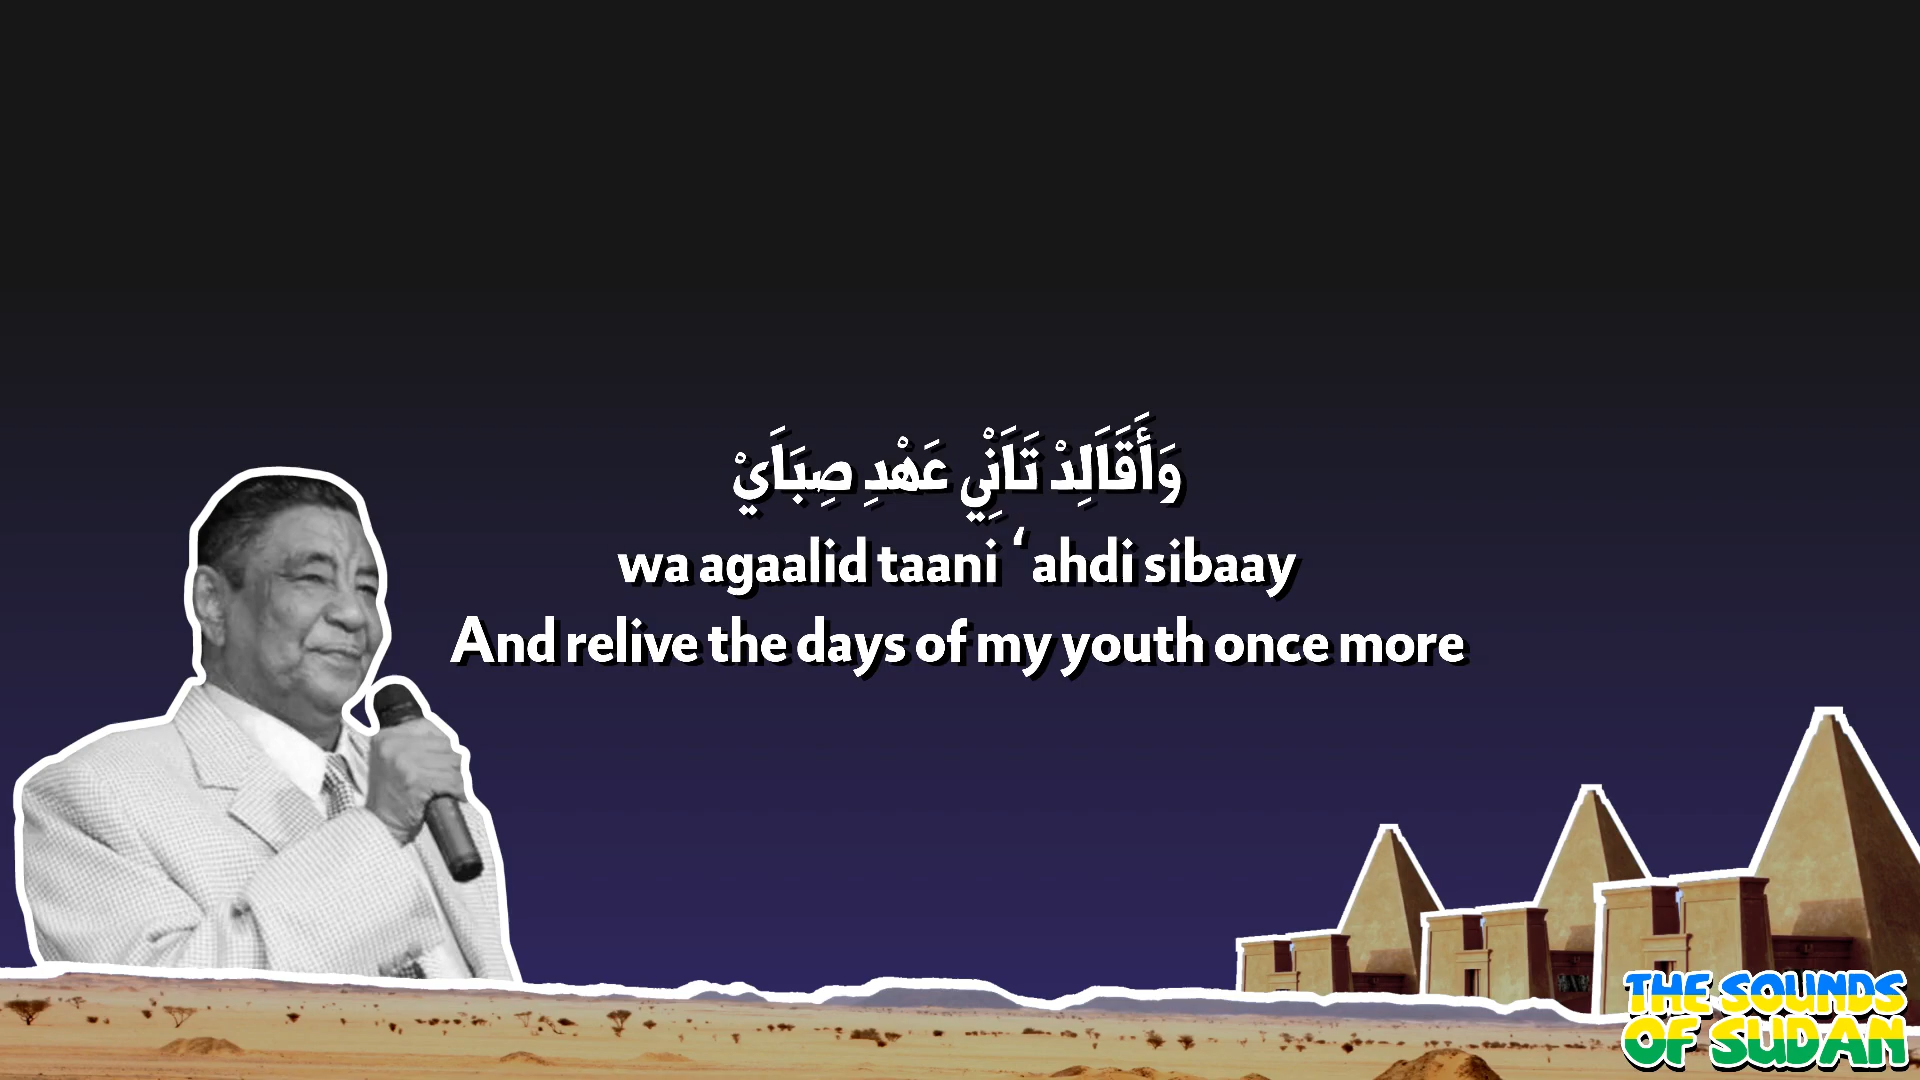 وَأَقَالِدْ تَانِي عَهْدِ صِبَايْ
wa agaalid taani ʿahdi sibaay
And relive the days of my youth once more
THE SOUNDS
OF SUDAN